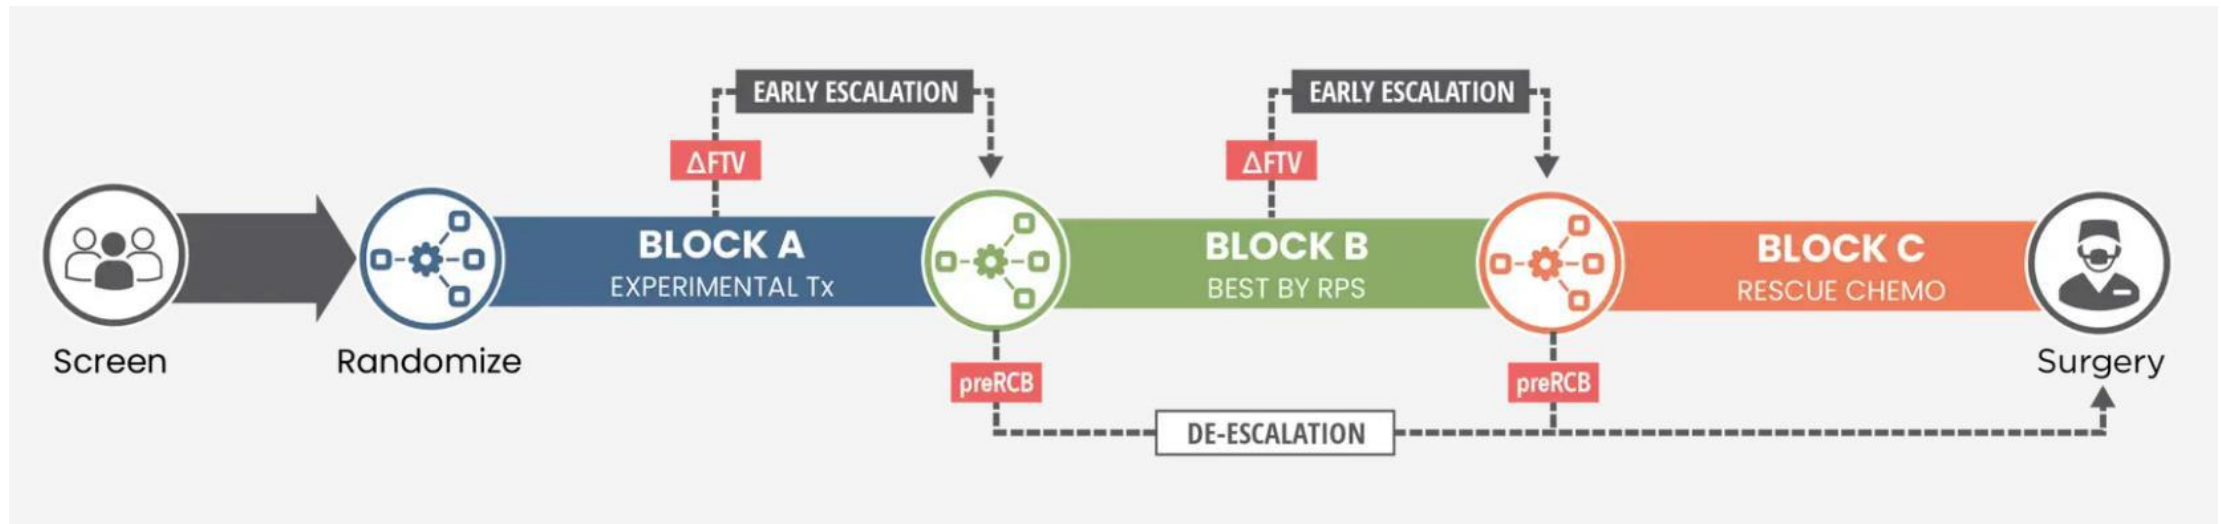 EARLY ESCALATION
EARLY ESCALATION
ΔFTV
ΔFTV
BLOCK A
EXPERIMENTAL Tx
BLOCK B
BEST BY RPS
BLOCK C
RESCUE CHEMO
Screen
Randomize
Surgery
preRCB
preRCB
DE-ESCALATION